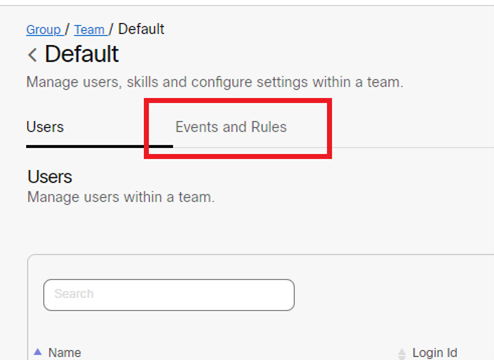 Group / Team / Default
Default
Manage users, skills and configure settings within a team.
Users Events and Rules
Users
Manage users within a team.
Search
Name Login Id